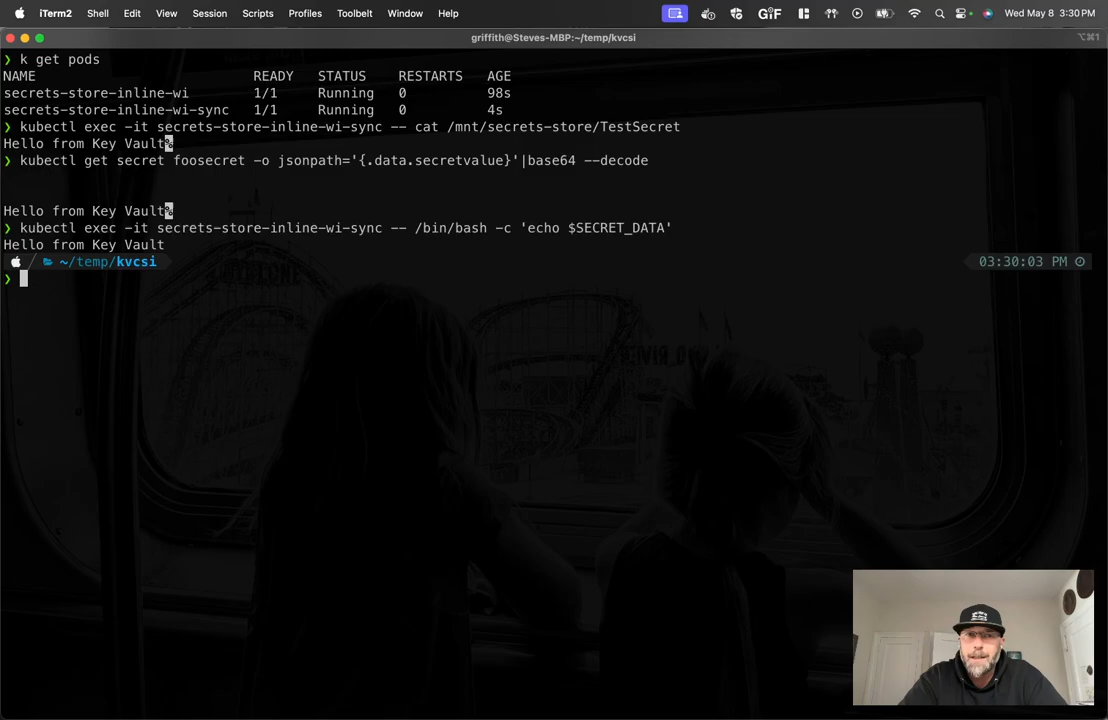 iTerm2 Shell Edit View Session Scripts Profiles Toolbelt Window Help GIF Wed May 8 3:30 PM
griffith@Steves-MBP:~/temp/kvcsi ⌥⌘1
❯ k get pods
NAME READY STATUS RESTARTS AGE
secrets-store-inline-wi 1/1 Running 0 98s
secrets-store-inline-wi-sync 1/1 Running 0 4s
❯ kubectl exec -it secrets-store-inline-wi-sync -- cat /mnt/secrets-store/TestSecret
Hello from Key Vault%
❯ kubectl get secret foosecret -o jsonpath='{.data.secretvalue}'|base64 --decode
Hello from Key Vault%
❯ kubectl exec -it secrets-store-inline-wi-sync -- /bin/bash -c 'echo $SECRET_DATA'
Hello from Key Vault
~/temp/kvcsi 03:30:03 PM
❯